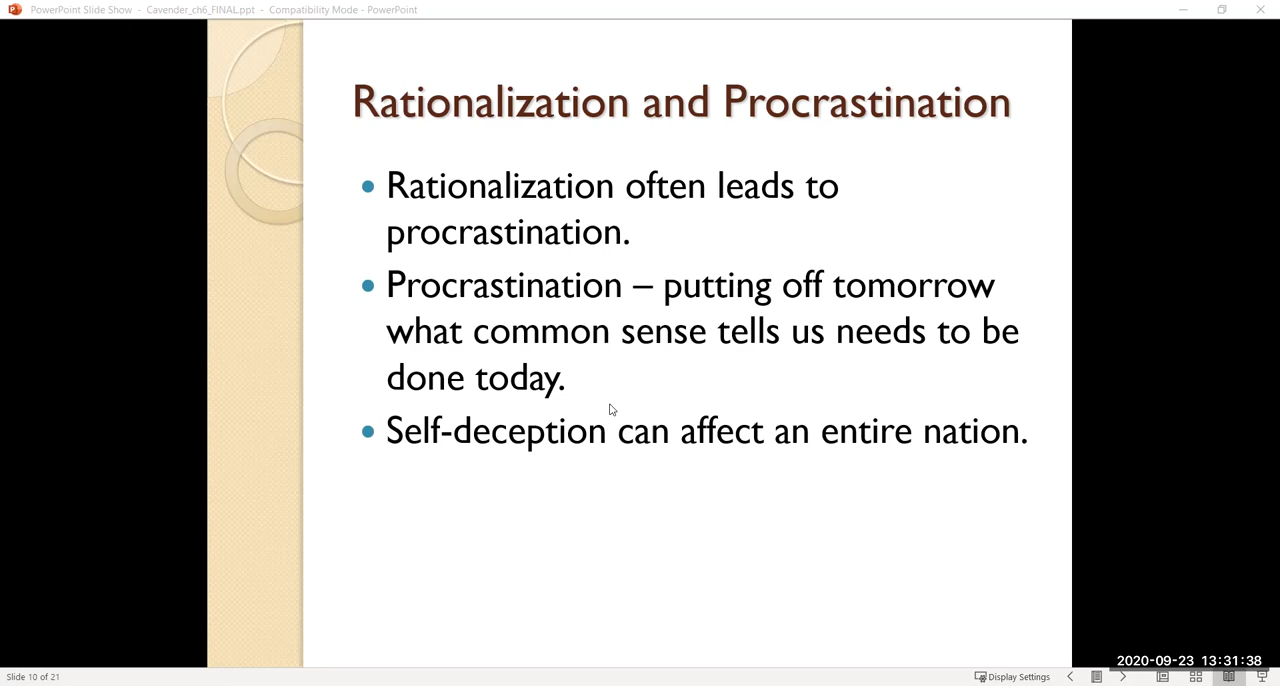 PowerPoint Slide Show - Cavender_ch6_FINAL.ppt - Compatibility Mode - PowerPoint
Rationalization and Procrastination
• Rationalization often leads to
procrastination.
• Procrastination – putting off tomorrow
what common sense tells us needs to be
done today.
• Self-deception can affect an entire nation.
2020-09-23 13:31:38
Slide 10 of 21
Display Settings